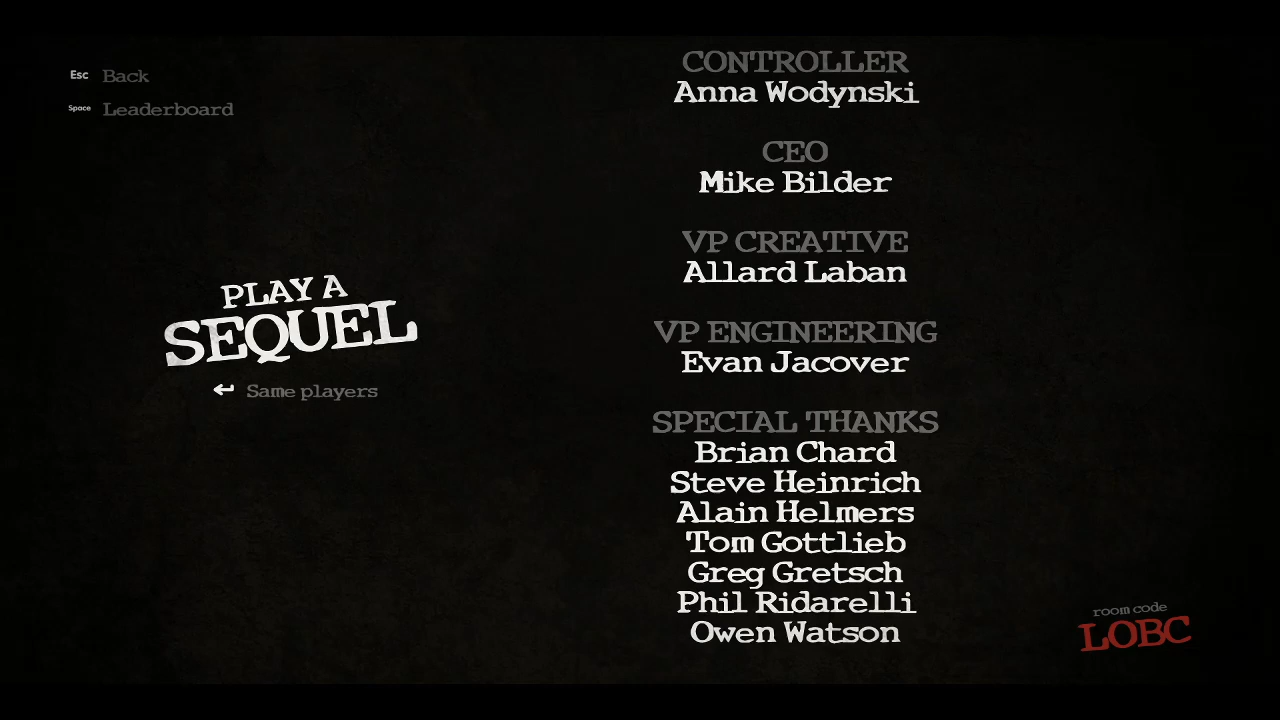 Esc Back
Space Leaderboard
PLAY A
SEQUEL
↵ Same players
CONTROLLER
Anna Wodynski
CEO
Mike Bilder
VP CREATIVE
Allard Laban
VP ENGINEERING
Evan Jacover
SPECIAL THANKS
Brian Chard
Steve Heinrich
Alain Helmers
Tom Gottlieb
Greg Gretsch
Phil Ridarelli
Owen Watson
room code
LOBC